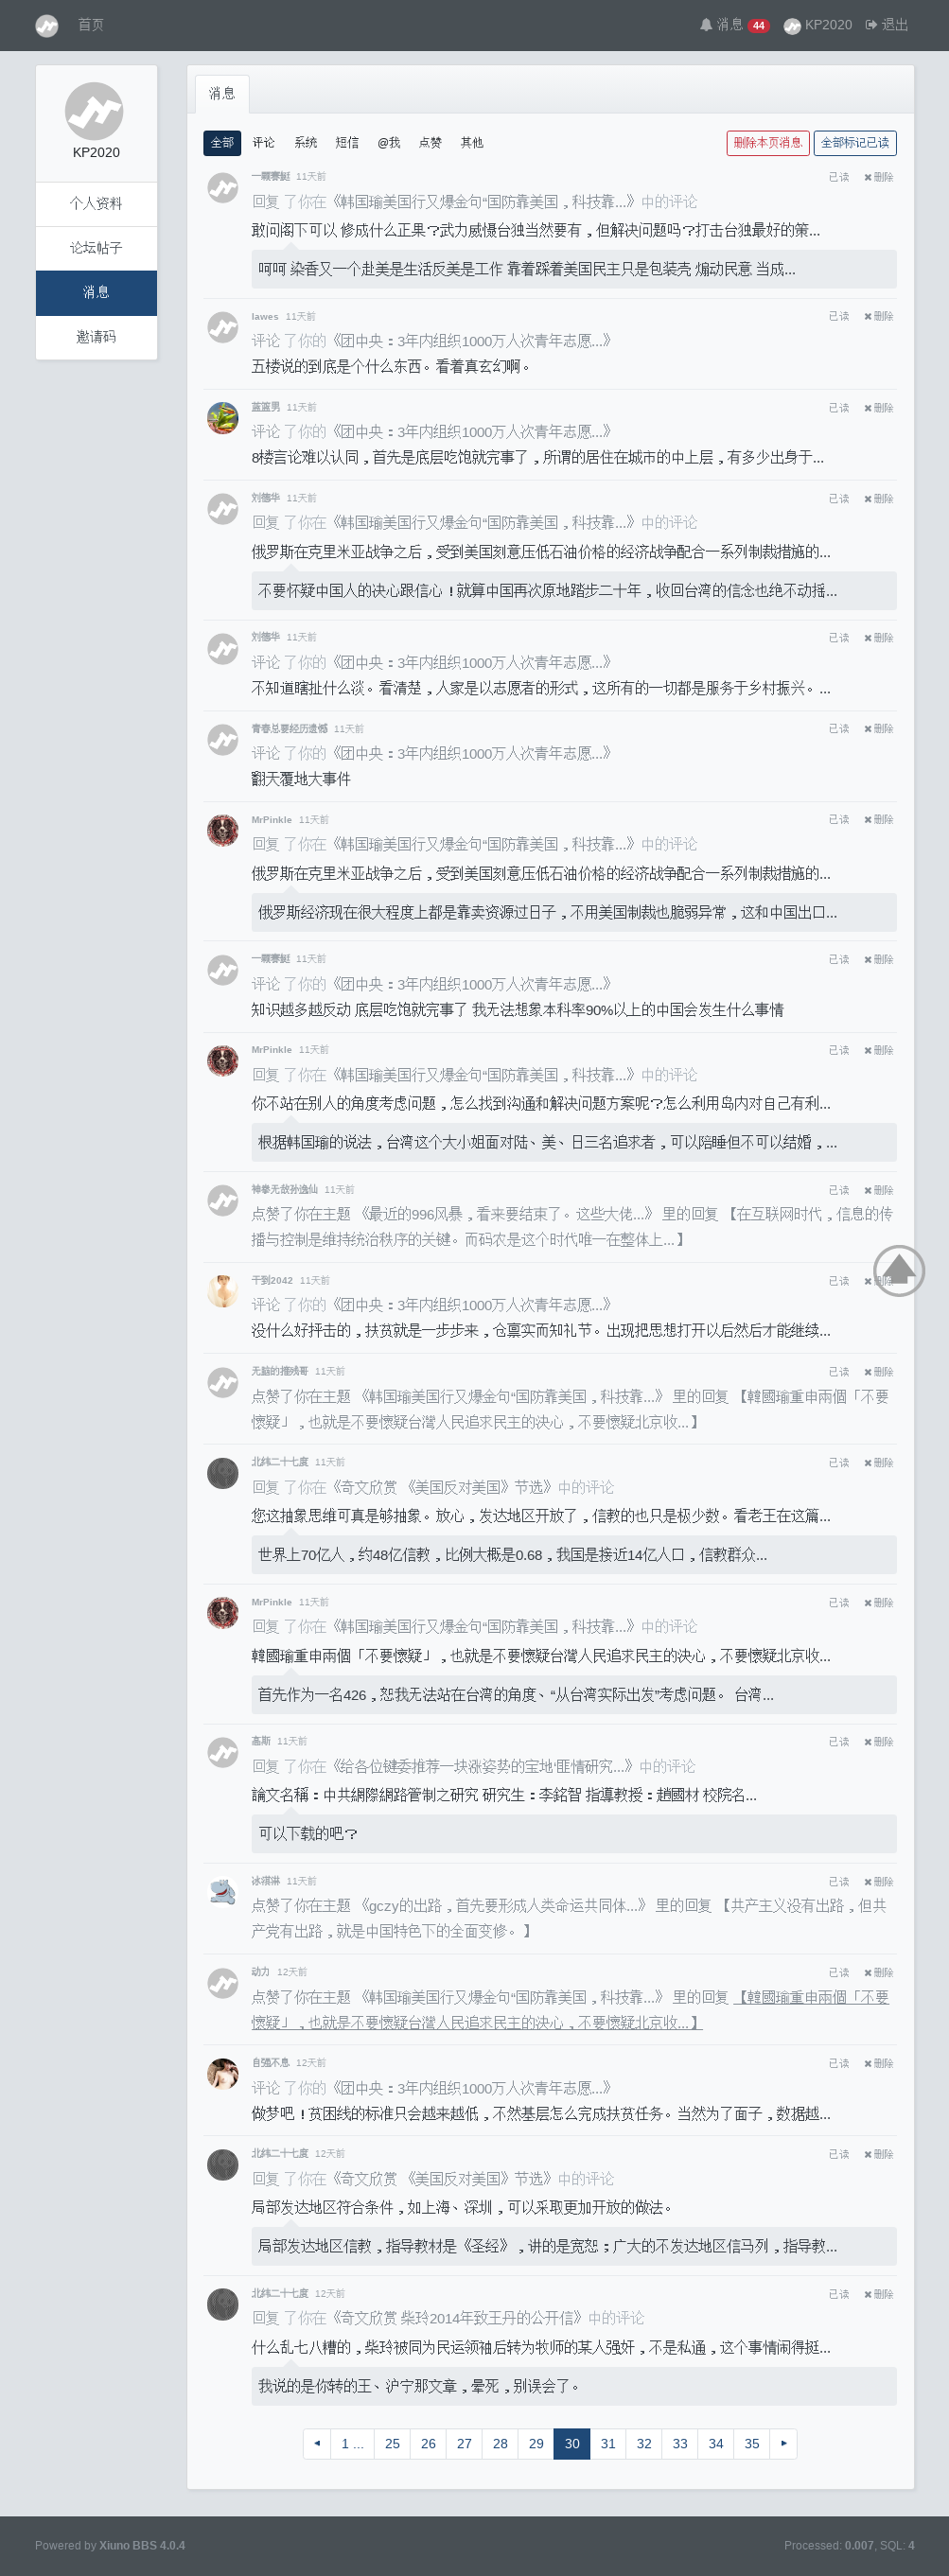 首页
消息 44 KP2020 退出
KP2020
个人资料
论坛帖子
消息
邀请码
消息
全部 评论 系统 短信 @我 点赞 其他
删除本页消息 全部标记已读
11天前 已读 删除
回复 了你在《韩国瑜美国行又爆金句“国防靠美国，科技靠...》中的评论
敢问阁下可以 修成什么正果？武力威慑台独当然要有，但解决问题吗？打击台独最好的策...
呵呵 染香又一个赴美是生活反美是工作 靠着踩着美国民主只是包装壳 煽动民意 当成...
lawes 11天前 已读 删除
评论 了你的《团中央：3年内组织1000万人次青年志愿...》
五楼说的到底是个什么东西。看着真玄幻啊。
蓝蓝男 11天前 已读 删除
评论 了你的《团中央：3年内组织1000万人次青年志愿...》
8楼言论难以认同，首先是底层吃饱就完事了，所谓的居住在城市的中上层，有多少出身于...
刘德华 11天前 已读 删除
回复 了你在《韩国瑜美国行又爆金句“国防靠美国，科技靠...》中的评论
俄罗斯在克里米亚战争之后，受到美国刻意压低石油价格的经济战争配合一系列制裁措施的...
不要怀疑中国人的决心跟信心！就算中国再次原地踏步二十年，收回台湾的信念也绝不动摇...
刘德华 11天前 已读 删除
评论 了你的《团中央：3年内组织1000万人次青年志愿...》
不知道瞎扯什么淡。看清楚，人家是以志愿者的形式，这所有的一切都是服务于乡村振兴。...
青春总要经历遗憾 11天前 已读 删除
评论 了你的《团中央：3年内组织1000万人次青年志愿...》
翻天覆地大事件
MrPinkle 11天前 已读 删除
回复 了你在《韩国瑜美国行又爆金句“国防靠美国，科技靠...》中的评论
俄罗斯在克里米亚战争之后，受到美国刻意压低石油价格的经济战争配合一系列制裁措施的...
俄罗斯经济现在很大程度上都是靠卖资源过日子，不用美国制裁也脆弱异常，这和中国出口...
11天前 已读 删除
评论 了你的《团中央：3年内组织1000万人次青年志愿...》
知识越多越反动 底层吃饱就完事了 我无法想象本科率90%以上的中国会发生什么事情
MrPinkle 11天前 已读 删除
回复 了你在《韩国瑜美国行又爆金句“国防靠美国，科技靠...》中的评论
你不站在别人的角度考虑问题，怎么找到沟通和解决问题方案呢？怎么利用岛内对自己有利...
根据韩国瑜的说法，台湾这个大小姐面对陆、美、日三名追求者，可以陪睡但不可以结婚，...
神拳无敌孙逸仙 11天前 已读 删除
点赞了你在主题 《最近的996风暴，看来要结束了。这些大佬...》 里的回复 【在互联网时代，信息的传
播与控制是维持统治秩序的关键。而码农是这个时代唯一在整体上...】
干到2042 11天前 已读 删除
评论 了你的《团中央：3年内组织1000万人次青年志愿...》
没什么好抨击的，扶贫就是一步步来，仓禀实而知礼节。出现把思想打开以后然后才能继续...
无脑的摧残哥 11天前 已读 删除
点赞了你在主题 《韩国瑜美国行又爆金句“国防靠美国，科技靠...》 里的回复 【韓國瑜重申兩個「不要
懷疑」，也就是不要懷疑台灣人民追求民主的決心，不要懷疑北京收...】
北纬二十七度 11天前 已读 删除
回复 了你在《奇文欣赏 《美国反对美国》节选》中的评论
您这抽象思维可真是够抽象。放心，发达地区开放了，信教的也只是极少数。看老王在这篇...
世界上70亿人，约48亿信教，比例大概是0.68，我国是接近14亿人口，信教群众...
MrPinkle 11天前 已读 删除
回复 了你在《韩国瑜美国行又爆金句“国防靠美国，科技靠...》中的评论
韓國瑜重申兩個「不要懷疑」，也就是不要懷疑台灣人民追求民主的決心，不要懷疑北京收...
首先作为一名426，恕我无法站在台湾的角度、“从台湾实际出发”考虑问题。 台湾...
高斯 11天前 已读 删除
回复 了你在《给各位键委推荐一块涨姿势的宝地‘匪情研究...》中的评论
論文名稱：中共網際網路管制之研究 研究生：李銘智 指導教授：趙國材 校院名...
可以下载的吧？
冰淇淋 11天前 已读 删除
点赞了你在主题 《gczy的出路，首先要形成人类命运共同体...》 里的回复 【共产主义没有出路，但共
产党有出路，就是中国特色下的全面变修。】
动力 12天前 已读 删除
点赞了你在主题 《韩国瑜美国行又爆金句“国防靠美国，科技靠...》 里的回复 【韓國瑜重申兩個「不要
懷疑」，也就是不要懷疑台灣人民追求民主的決心，不要懷疑北京收...】
自强不息 12天前 已读 删除
评论 了你的《团中央：3年内组织1000万人次青年志愿...》
做梦吧！贫困线的标准只会越来越低，不然基层怎么完成扶贫任务。当然为了面子，数据越...
北纬二十七度 12天前 已读 删除
回复 了你在《奇文欣赏 《美国反对美国》节选》中的评论
局部发达地区符合条件，如上海、深圳，可以采取更加开放的做法。
局部发达地区信教，指导教材是《圣经》，讲的是宽恕；广大的不发达地区信马列，指导教...
北纬二十七度 12天前 已读 删除
回复 了你在《奇文欣赏 柴玲2014年致王丹的公开信》中的评论
什么乱七八糟的，柴玲被同为民运领袖后转为牧师的某人强奸，不是私通，这个事情闹得挺...
我说的是你转的王、沪宁那文章，晕死，别误会了。
◂ 1 ... 25 26 27 28 29 30 31 32 33 34 35 ▸
Powered by Xiuno BBS 4.0.4 Processed: 0.007, SQL: 4